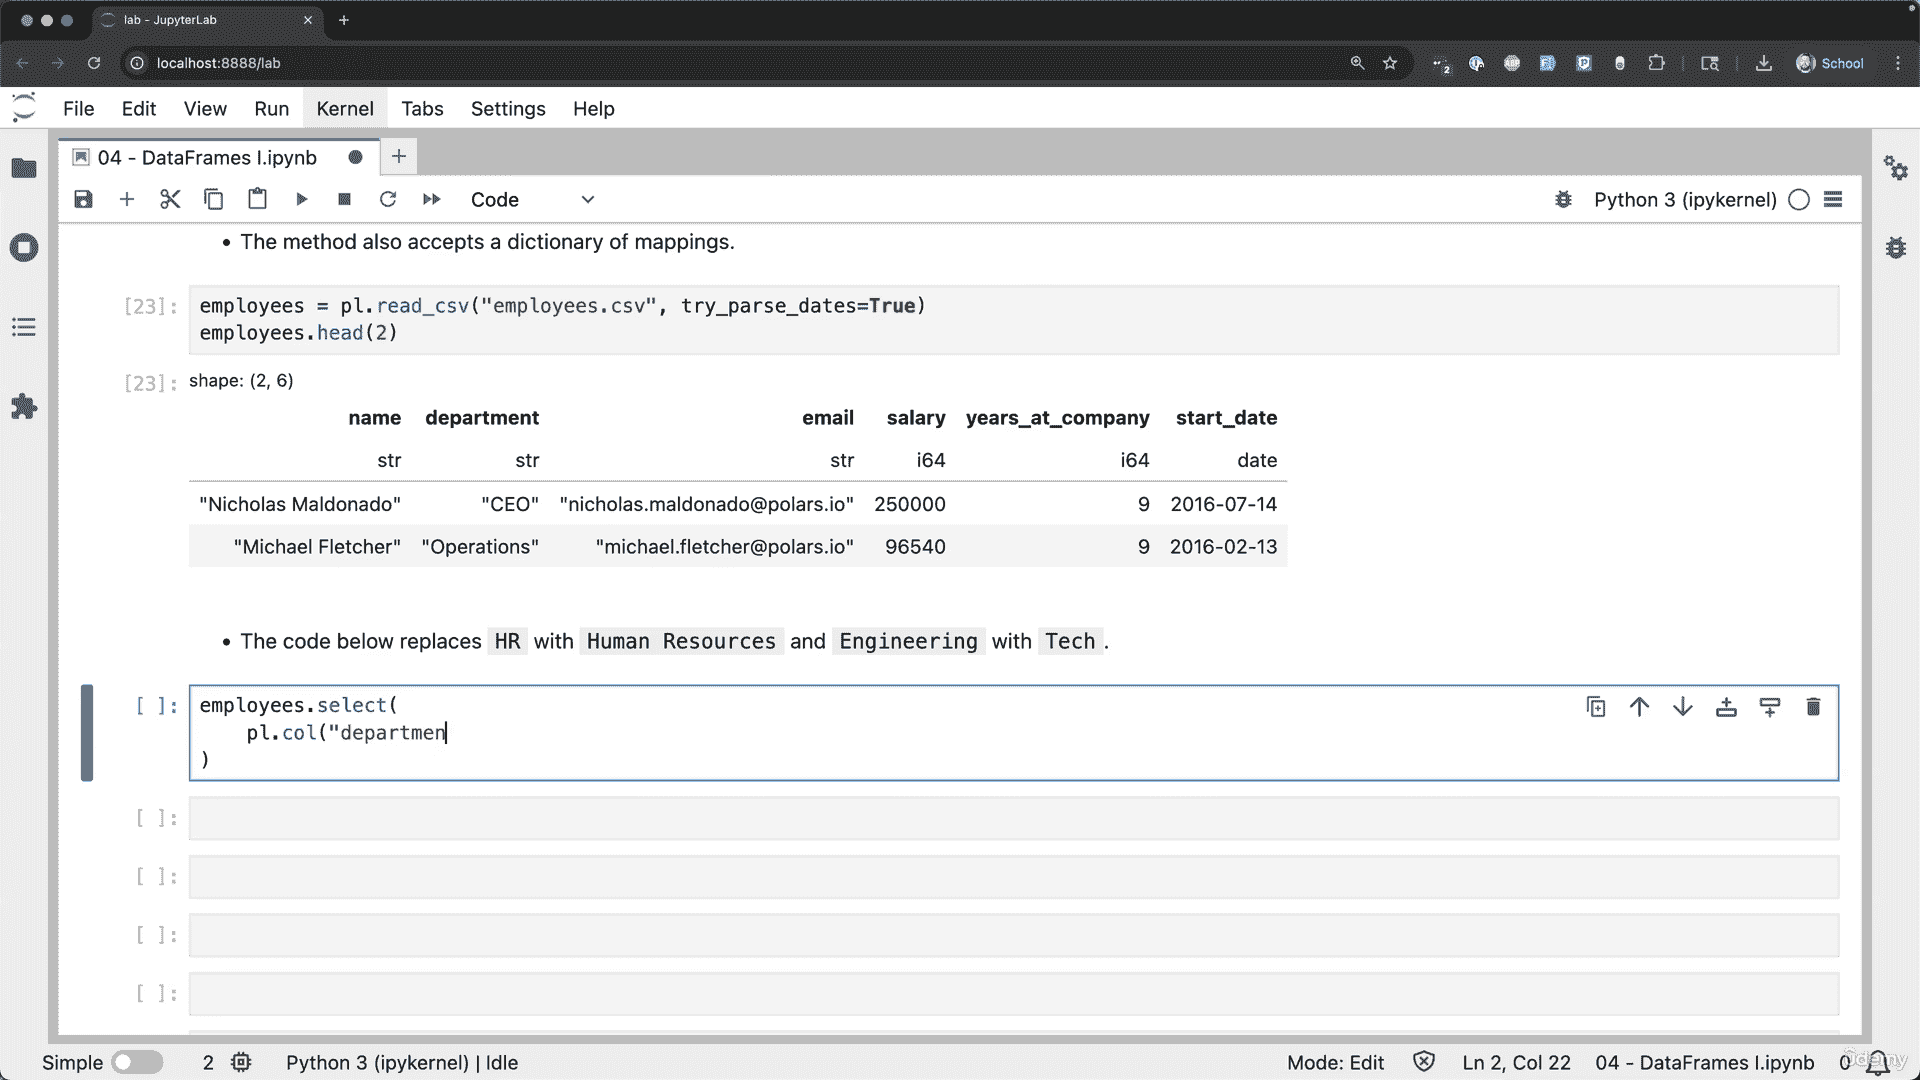 lab - JupyterLab
localhost:8888/lab
2
School
File Edit View Run Kernel Tabs Settings Help
04 - DataFrames I.ipynb
Code
Python 3 (ipykernel)
• The method also accepts a dictionary of mappings.
[23]: employees = pl.read_csv("employees.csv", try_parse_dates=True)
employees.head(2)
[23]: shape: (2, 6)
name department email salary years_at_company start_date
str str str i64 i64 date
"Nicholas Maldonado" "CEO" "nicholas.maldonado@polars.io" 250000 9 2016-07-14
"Michael Fletcher" "Operations" "michael.fletcher@polars.io" 96540 9 2016-02-13
• The code below replaces HR with Human Resources and Engineering with Tech .
[ ]: employees.select(
pl.col("departmen
)
[ ]:
[ ]:
[ ]:
[ ]:
Simple 2 Python 3 (ipykernel) | Idle Mode: Edit Ln 2, Col 22 04 - DataFrames I.ipynb 0
udemy